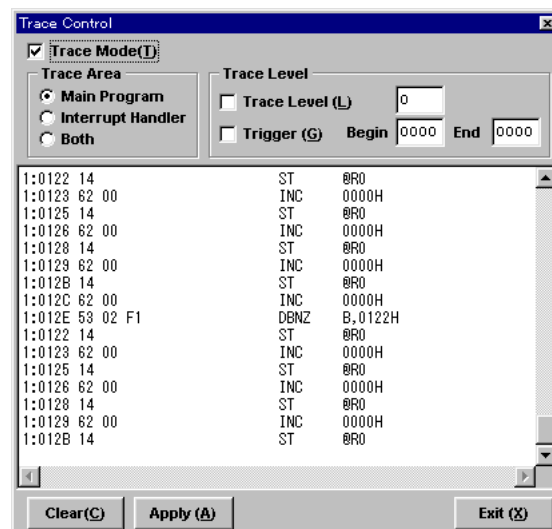 Trace Control
Trace Mode(T)
Trace Area
Main Program
Interrupt Handler
Both
Trace Level
Trace Level (L) 0
Trigger (G) Begin 0000 End 0000
1:0122 14 ST @R0
1:0123 62 00 INC 0000H
1:0125 14 ST @R0
1:0126 62 00 INC 0000H
1:0128 14 ST @R0
1:0129 62 00 INC 0000H
1:012B 14 ST @R0
1:012C 62 00 INC 0000H
1:012E 53 02 F1 DBNZ B,0122H
1:0122 14 ST @R0
1:0123 62 00 INC 0000H
1:0125 14 ST @R0
1:0126 62 00 INC 0000H
1:0128 14 ST @R0
1:0129 62 00 INC 0000H
1:012B 14 ST @R0
Clear(C) Apply (A) Exit (X)